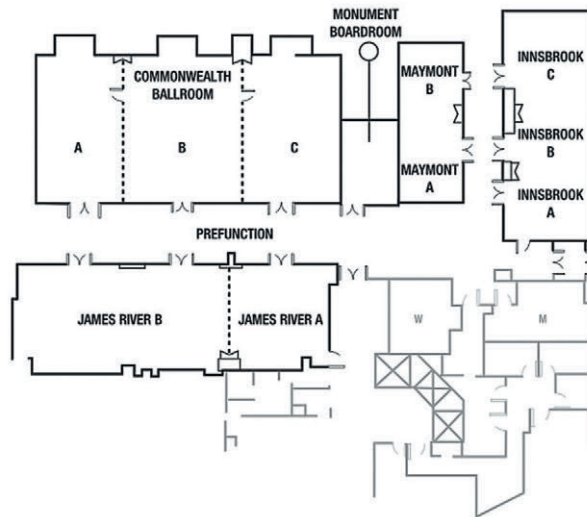 MONUMENT
BOARDROOM
COMMONWEALTH
BALLROOM
A
B
C
MAYMONT
B
MAYMONT
A
INNSBROOK
C
INNSBROOK
B
INNSBROOK
A
PREFUNCTION
JAMES RIVER B
JAMES RIVER A
W
M